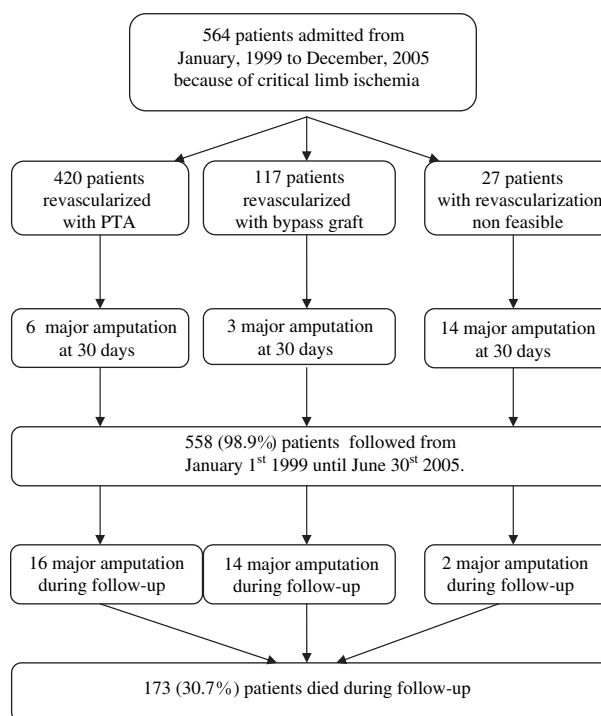 564 patients admitted from
January, 1999 to December, 2005
because of critical limb ischemia
420 patients
revascularized
with PTA
117 patients
revascularized
with bypass graft
27 patients
with revascularization
non feasible
6 major amputation
at 30 days
3 major amputation
at 30 days
14 major amputation
at 30 days
558 (98.9%) patients followed from
January 1st 1999 until June 30st 2005.
16 major amputation
during follow-up
14 major amputation
during follow-up
2 major amputation
during follow-up
173 (30.7%) patients died during follow-up